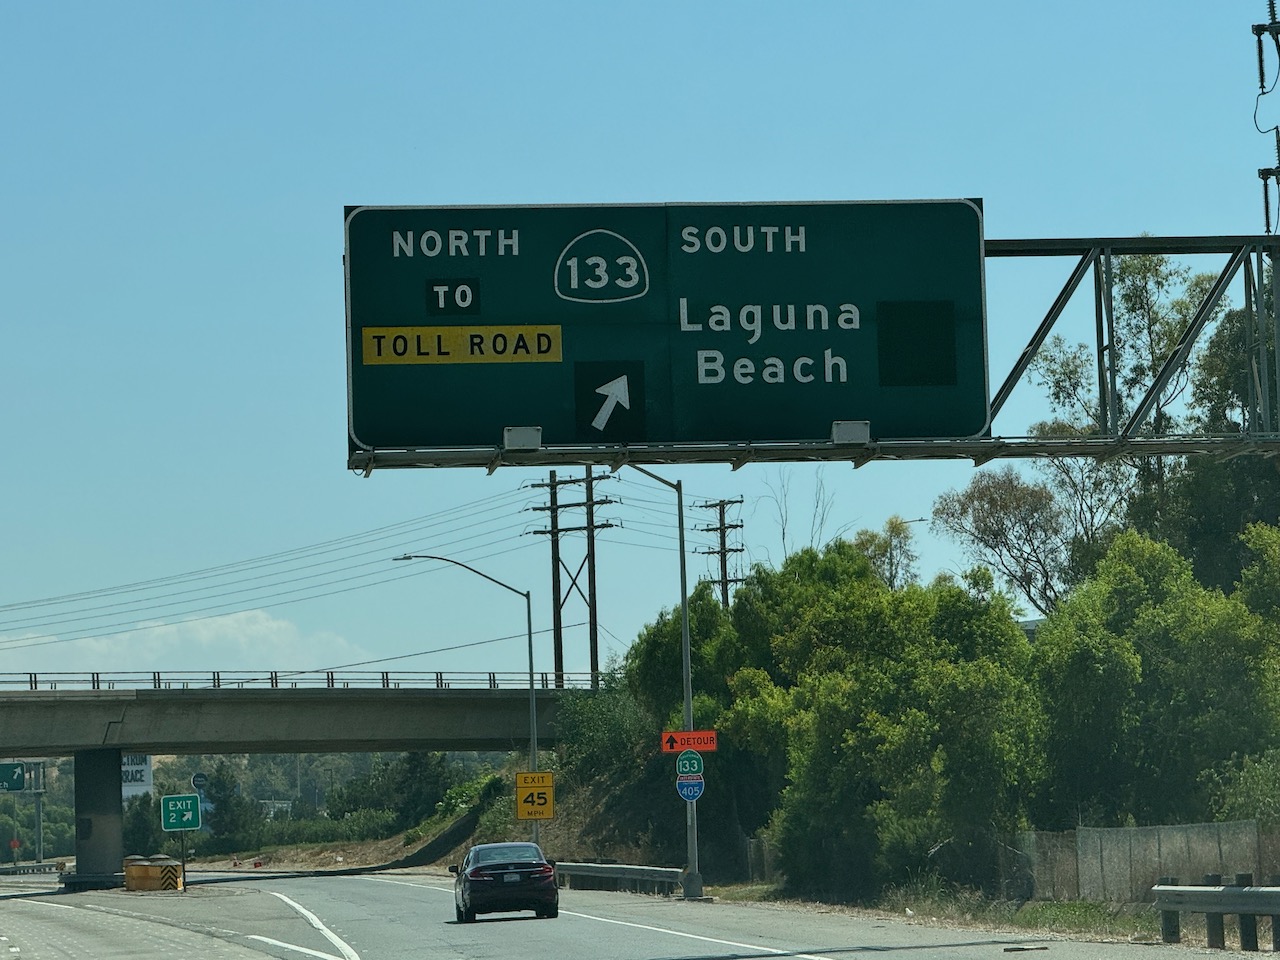 NORTH
TO
TOLL ROAD
133
SOUTH
Laguna
Beach
DETOUR
133
405
EXIT
45
MPH
EXIT
2